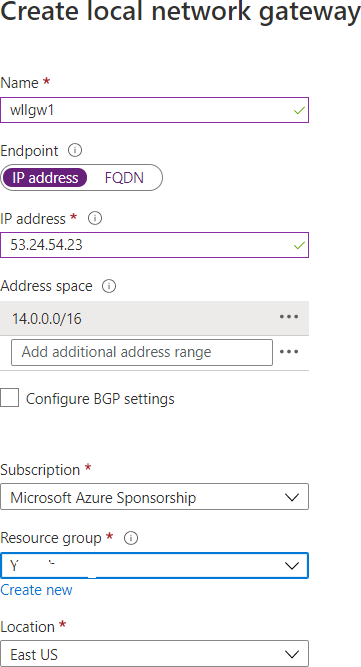 Create local network gateway
Name *
wllgw1
Endpoint
IP address FQDN
IP address *
53.24.54.23
Address space
14.0.0.0/16
Add additional address range
Configure BGP settings
Subscription *
Microsoft Azure Sponsorship
Resource group *
Create new
Location *
East US